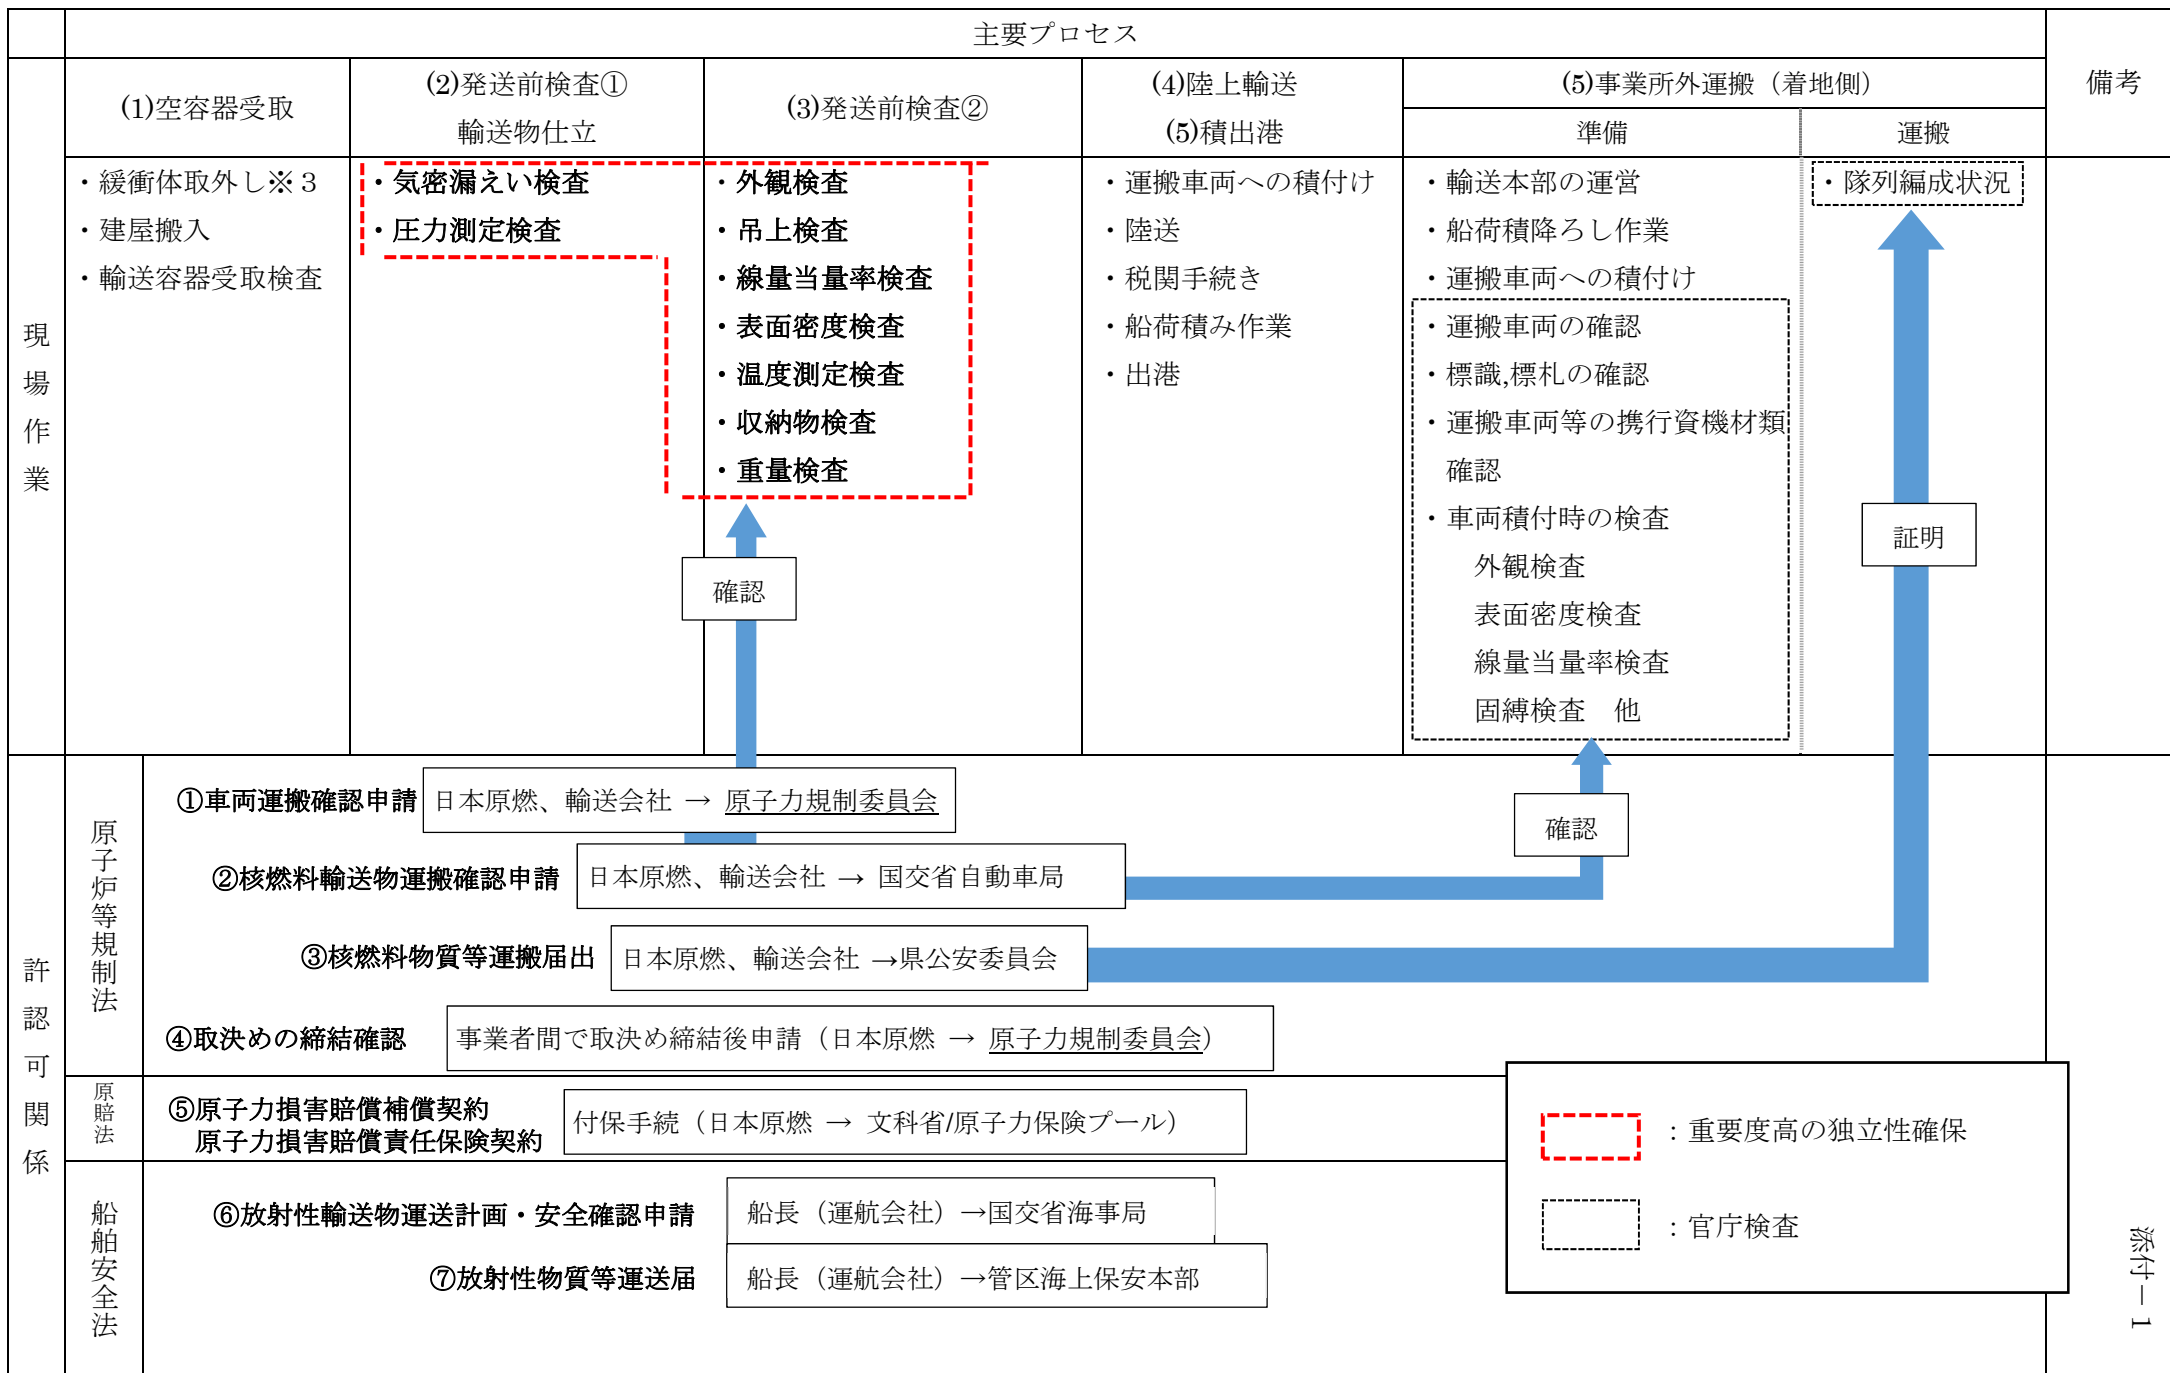 主要プロセス
備考
(1)空容器受取
(2)発送前検査①
輸送物仕立
(3)発送前検査②
(4)陸上輸送
(5)積出港
(5)事業所外運搬（着地側）
準備
運搬
現場作業
・緩衝体取外し※３
・建屋搬入
・輸送容器受取検査
・気密漏えい検査
・圧力測定検査
・外観検査
・吊上検査
・線量当量率検査
・表面密度検査
・温度測定検査
・収納物検査
・重量検査
・運搬車両への積付け
・陸送
・税関手続き
・船荷積み作業
・出港
・輸送本部の運営
・船荷積降ろし作業
・運搬車両への積付け
・運搬車両の確認
・標識,標札の確認
・運搬車両等の携行資機材類
確認
・車両積付時の検査
外観検査
表面密度検査
線量当量率検査
固縛検査　他
・隊列編成状況
確認
証明
許認可関係
原子炉等規制法
①車両運搬確認申請
日本原燃、輸送会社 → 原子力規制委員会
確認
②核燃料輸送物運搬確認申請
日本原燃、輸送会社 → 国交省自動車局
③核燃料物質等運搬届出
日本原燃、輸送会社 →県公安委員会
④取決めの締結確認
事業者間で取決め締結後申請（日本原燃 → 原子力規制委員会）
原賠法
⑤原子力損害賠償補償契約
原子力損害賠償責任保険契約
付保手続（日本原燃 → 文科省/原子力保険プール）
船舶安全法
⑥放射性輸送物運送計画・安全確認申請
船長（運航会社）→国交省海事局
⑦放射性物質等運送届
船長（運航会社）→管区海上保安本部
：重要度高の独立性確保
：官庁検査
添付－1